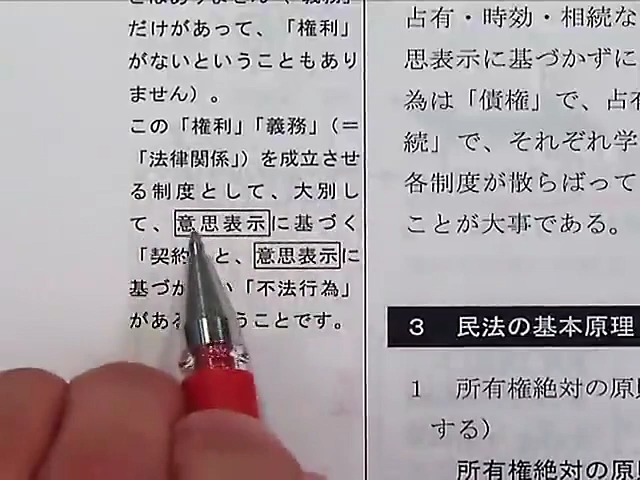 だけがあって、「権利」
がないということもあり
ません）。
この「権利」「義務」（＝
「法律関係」）を成立させ
る制度として、大別し
て、意思表示に基づく
「契約 と、意思表示に
基づか い「不法行為」
がある うことです。
占有・時効・相続な
思表示に基づかずに
為は「債権」で、占有
続」で、それぞれ学
各制度が散らばって
ことが大事である。
3 民法の基本原理
1 所有権絶対の原則
する）
所有権絶対の原則